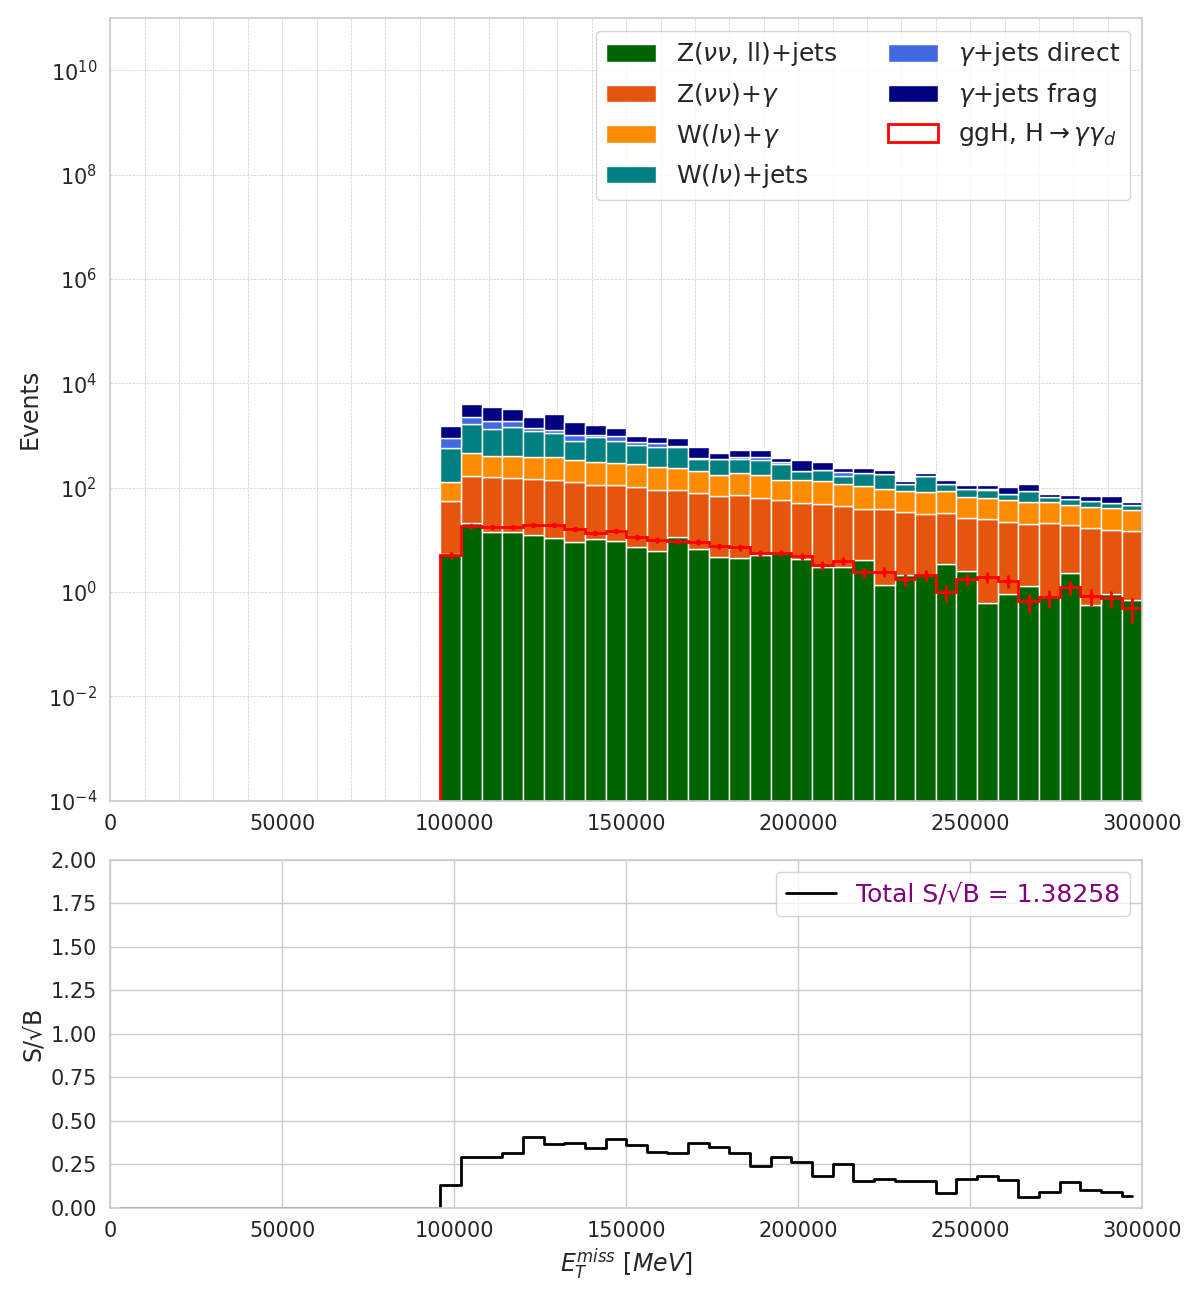 Z(νν, ll)+jets
Z(νν)+γ
W(lν)+γ
W(lν)+jets
γ+jets direct
γ+jets frag
ggH, H→γγ_d
Events
10^10
10^8
10^6
10^4
10^2
10^0
10^−2
10^−4
0 50000 100000 150000 200000 250000 300000
Total S/√B = 1.38258
S/√B
2.00
1.75
1.50
1.25
1.00
0.75
0.50
0.25
0.00
0 50000 100000 150000 200000 250000 300000
E_T^miss [MeV]